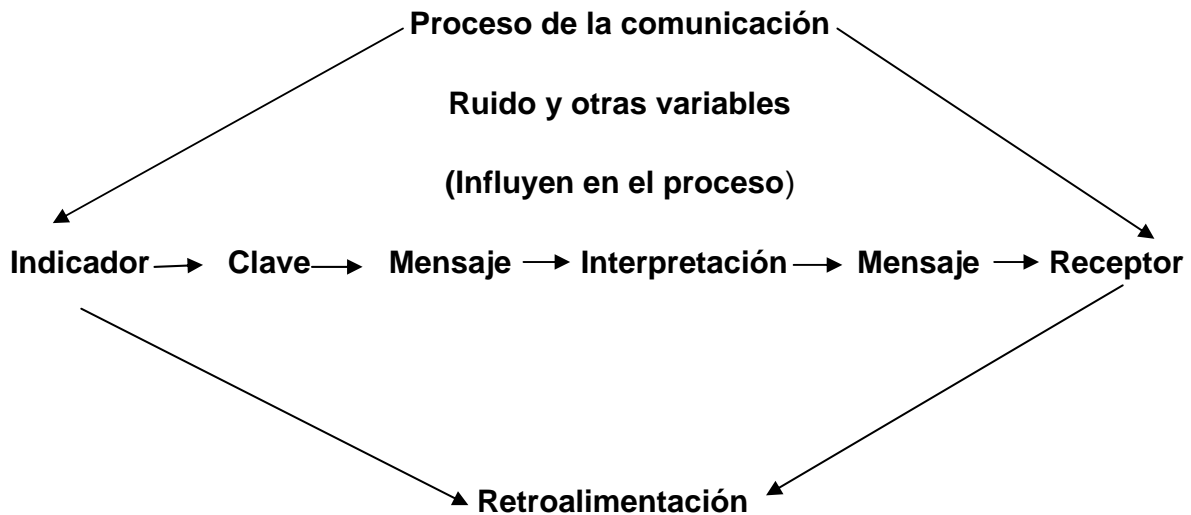 Proceso de la comunicación
Ruido y otras variables
(Influyen en el proceso)
Indicador Clave Mensaje Interpretación Mensaje Receptor
Retroalimentación